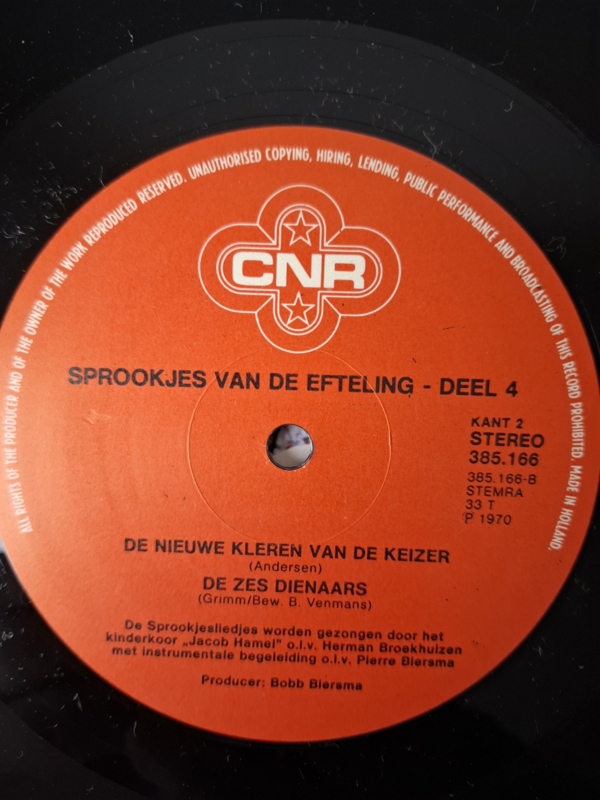 ALL RIGHTS OF THE PRODUCER AND OF THE OWNER OF THE WORK REPRODUCED RESERVED. UNAUTHORISED COPYING, HIRING, LENDING, PUBLIC PERFORMANCE AND BROADCASTING OF THIS RECORD PROHIBITED. MADE IN HOLLAND.
CNR
SPROOKJES VAN DE EFTELING - DEEL 4
KANT 2
STEREO
385.166
385.166-B
STEMRA
33 T
P 1970
DE NIEUWE KLEREN VAN DE KEIZER
(Andersen)
DE ZES DIENAARS
(Grimm/Bew. B. Venmans)
De Sprookjesliedjes worden gezongen door het
kinderkoor „Jacob Hamel" o.l.v. Herman Broekhuizen
met instrumentale begeleiding o.l.v. Pierre Biersma
Producer: Bobb Biersma